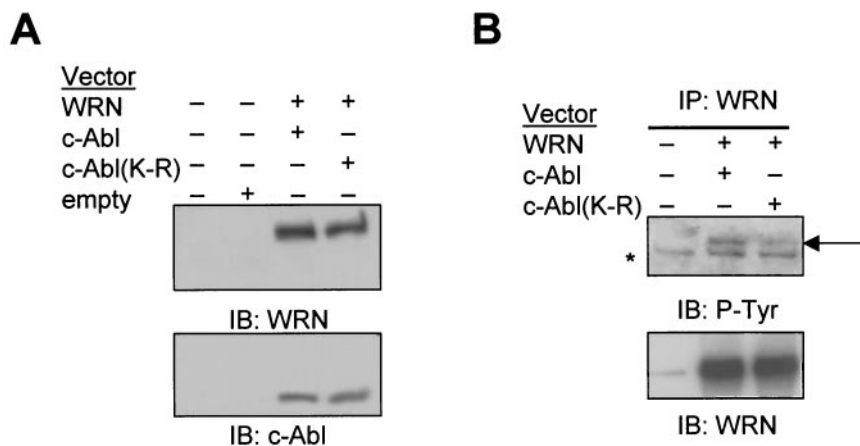 A
Vector
WRN – – + +
c-Abl – – + –
c-Abl(K-R) – – – +
empty – + – –
IB: WRN
IB: c-Abl
B
IP: WRN
Vector
WRN – + +
c-Abl – + –
c-Abl(K-R) – – +
*
IB: P-Tyr
IB: WRN